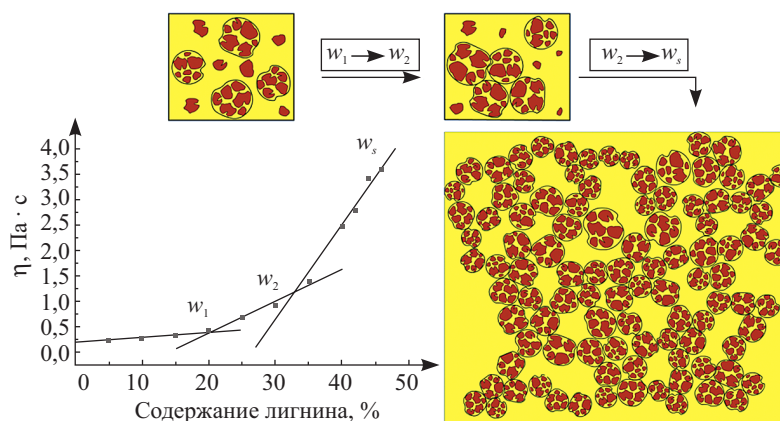 w₁ → w₂
w₂ → wₛ
η, Па · с
4,0
3,5
3,0
2,5
2,0
1,5
1,0
0,5
0,0
wₛ
w₂
w₁
0 10 20 30 40 50
Содержание лигнина, %